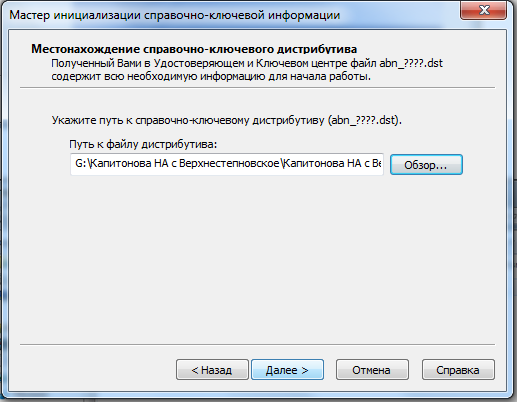 Мастер инициализации справочно-ключевой информации
Местонахождение справочно-ключевого дистрибутива
Полученный Вами в Удостоверяющем и Ключевом центре файл abn_????.dst
содержит всю необходимую информацию для начала работы.
Укажите путь к справочно-ключевому дистрибутиву (abn_????.dst).
Путь к файлу дистрибутива:
G:\Капитонова НА с Верхнестепновское\Капитонова НА с Ве
Обзор...
< Назад
Далее >
Отмена
Справка